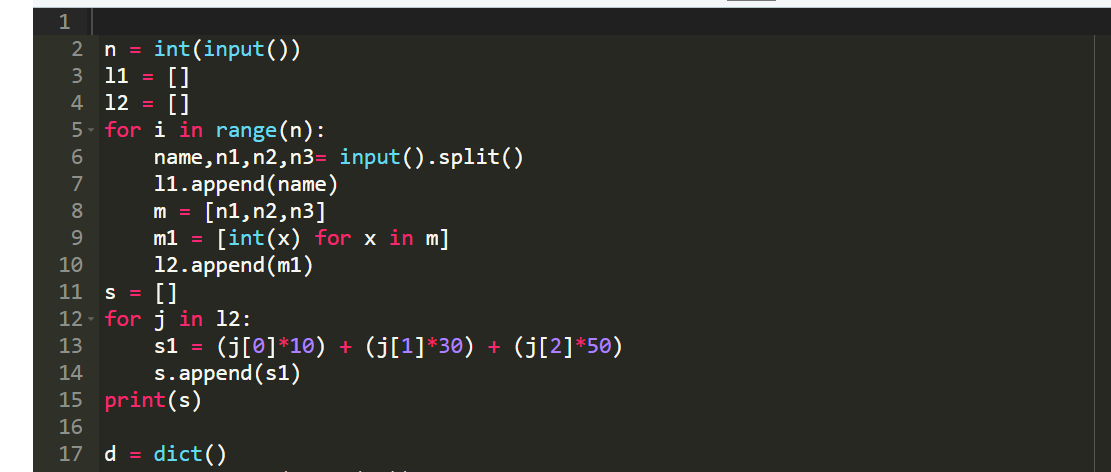 1
2 n = int(input())
3 l1 = []
4 l2 = []
5 for i in range(n):
6     name,n1,n2,n3= input().split()
7     l1.append(name)
8     m = [n1,n2,n3]
9     m1 = [int(x) for x in m]
10     l2.append(m1)
11 s = []
12 for j in l2:
13     s1 = (j[0]*10) + (j[1]*30) + (j[2]*50)
14     s.append(s1)
15 print(s)
16
17 d = dict()